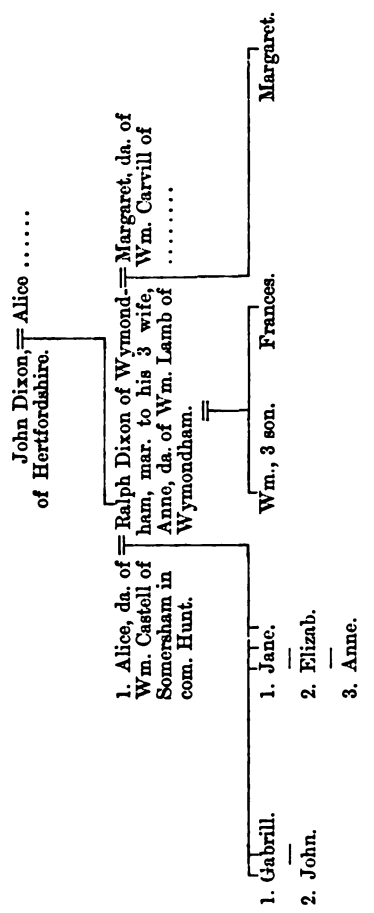 John Dixon, = Alice ......
of Hertfordshire.
1. Alice, da. of = Ralph Dixon of Wymond- = Margaret, da. of
Wm. Castell of
Somersham in
com. Hunt.
ham, mar. to his 3 wife,
Anne, da. of Wm. Lamb of
Wymondham.
Wm. Carvill of
........
1. Gabrill.
2. John.
1. Jane.
2. Elizab.
3. Anne.
Wm., 3 son.
Frances.
Margaret.